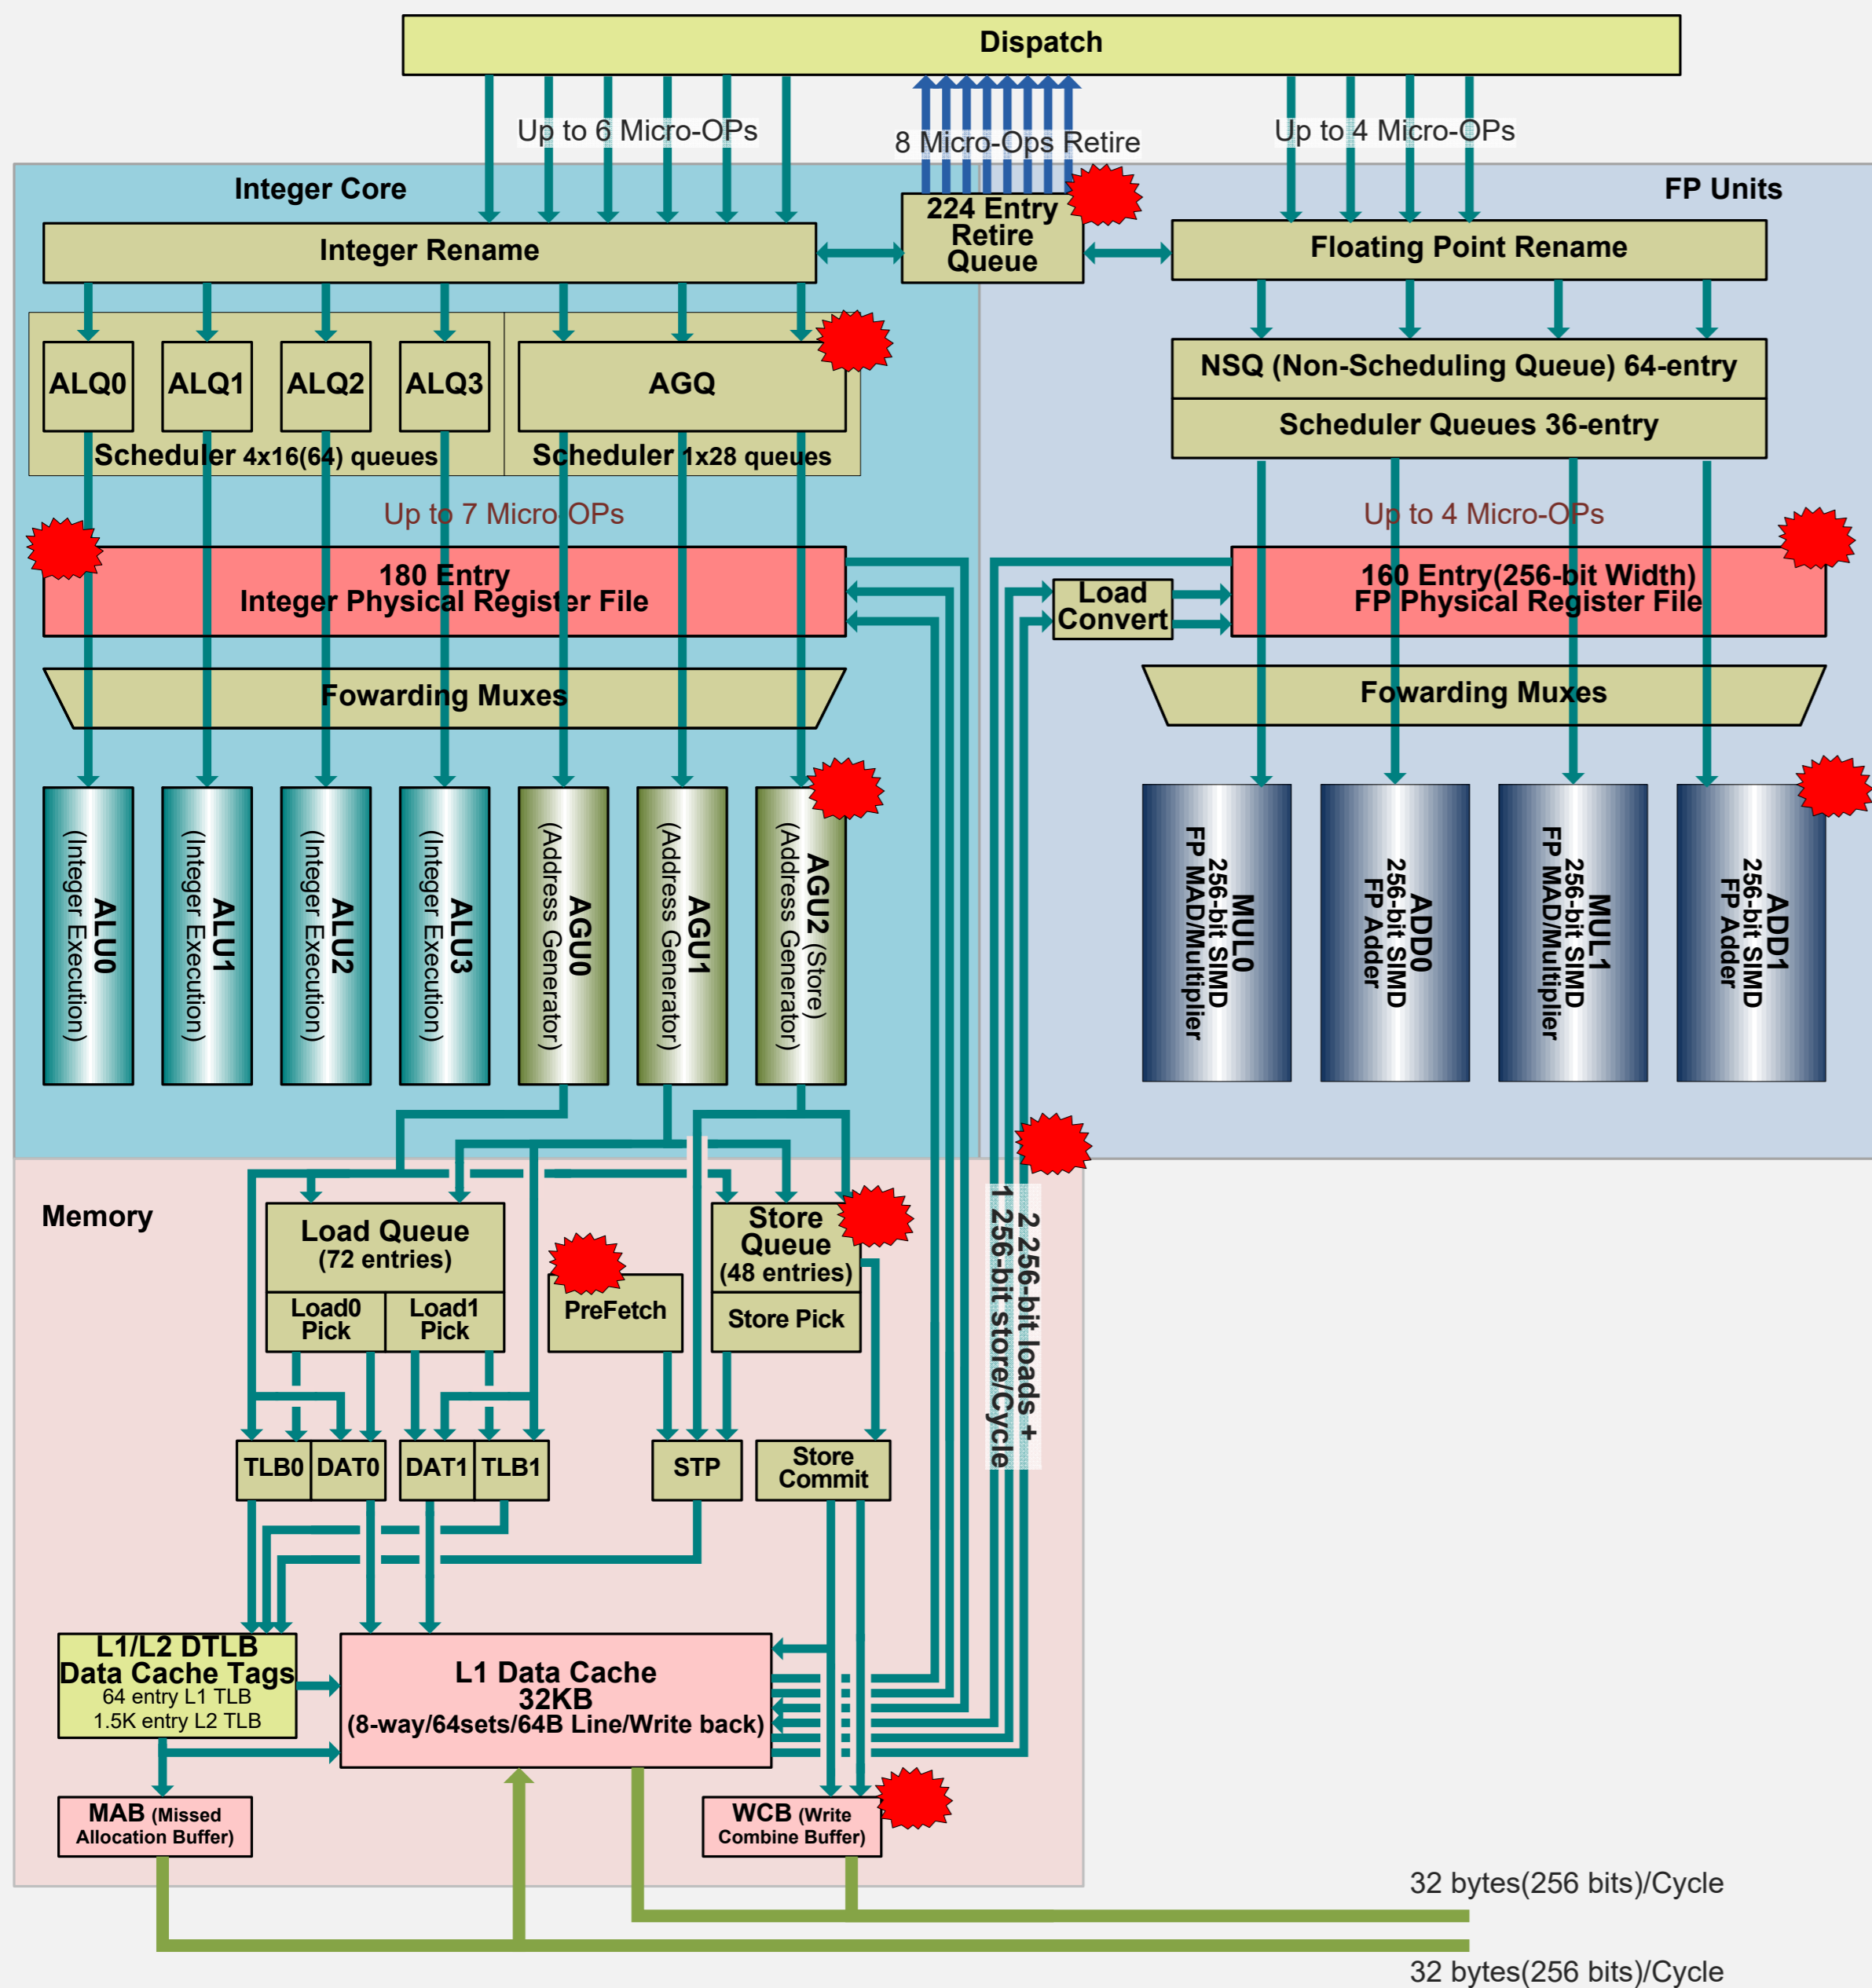 Dispatch
Up to 6 Micro-OPs
8 Micro-Ops Retire
Up to 4 Micro-OPs
Integer Core
FP Units
224 Entry
Retire
Queue
Integer Rename
Floating Point Rename
ALQ0
ALQ1
ALQ2
ALQ3
AGQ
Scheduler 4x16(64) queues
Scheduler 1x28 queues
NSQ (Non-Scheduling Queue) 64-entry
Scheduler Queues 36-entry
Up to 7 Micro-OPs
Up to 4 Micro-OPs
180 Entry
Integer Physical Register File
Load
Convert
160 Entry(256-bit Width)
FP Physical Register File
Fowarding Muxes
Fowarding Muxes
ALU0
(Integer Execution)
ALU1
(Integer Execution)
ALU2
(Integer Execution)
ALU3
(Integer Execution)
AGU0
(Address Generator)
AGU1
(Address Generator)
AGU2 (Store)
(Address Generator)
MUL0
256-bit SIMD
FP MAD/Multiplier
ADD0
256-bit SIMD
FP Adder
MUL1
256-bit SIMD
FP MAD/Multiplier
ADD1
256-bit SIMD
FP Adder
Memory
Load Queue
(72 entries)
Load0
Pick
Load1
Pick
PreFetch
Store
Queue
(48 entries)
Store Pick
2 256-bit loads +
1 256-bit store/Cycle
TLB0
DAT0
DAT1
TLB1
STP
Store
Commit
L1/L2 DTLB
Data Cache Tags
64 entry L1 TLB
1.5K entry L2 TLB
L1 Data Cache
32KB
(8-way/64sets/64B Line/Write back)
MAB (Missed
Allocation Buffer)
WCB (Write
Combine Buffer)
32 bytes(256 bits)/Cycle
32 bytes(256 bits)/Cycle